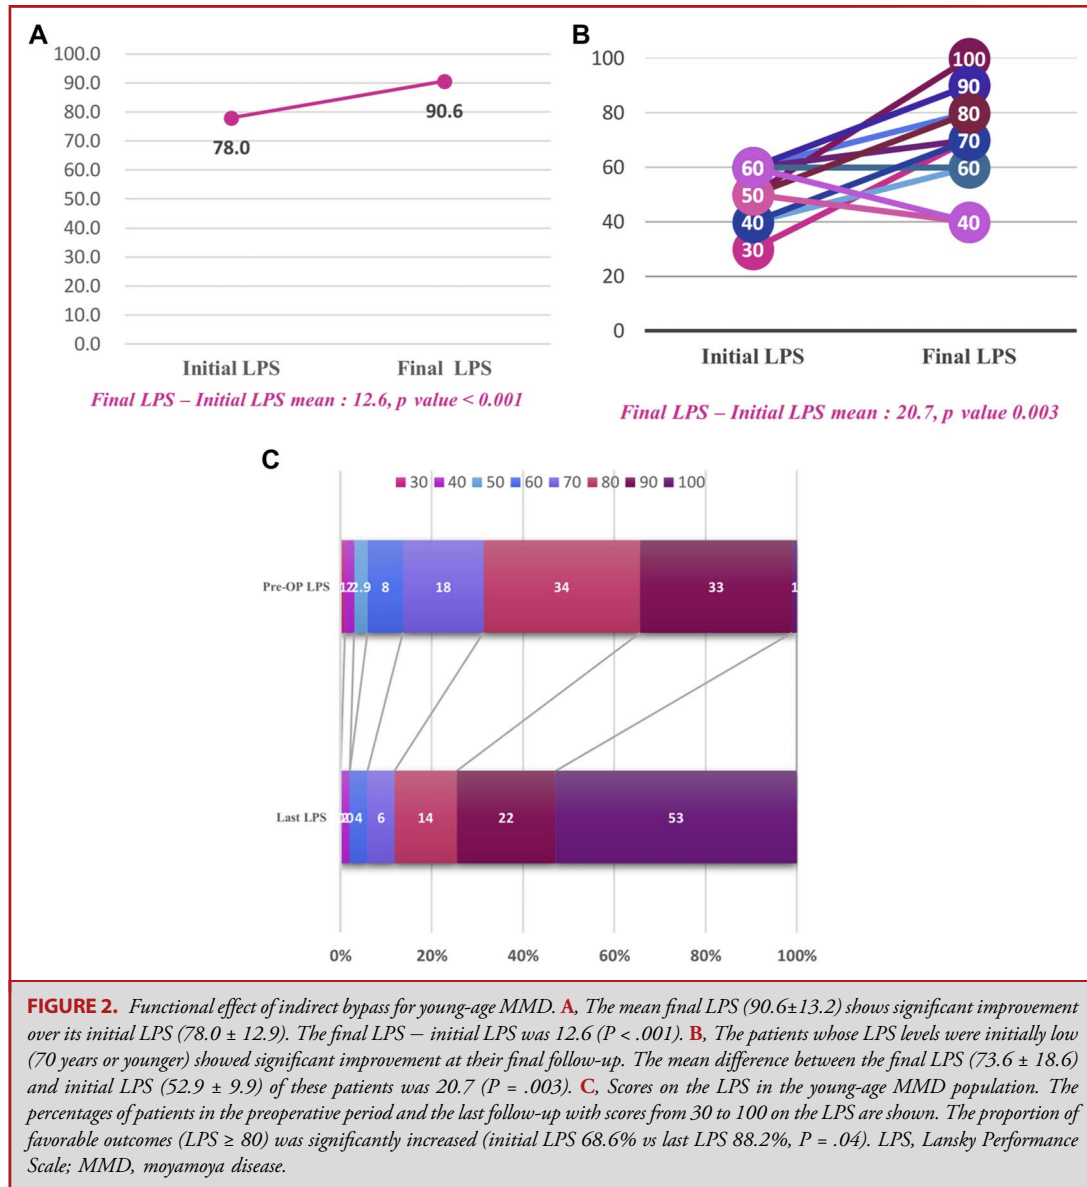 A
100.0
90.0
80.0
70.0
60.0
50.0
40.0
30.0
20.0
10.0
0.0
78.0
90.6
Initial LPS Final LPS
Final LPS – Initial LPS mean : 12.6, p value < 0.001
B
100
80
60
40
20
0
60
50
40
30
100
90
80
70
60
40
Initial LPS Final LPS
Final LPS – Initial LPS mean : 20.7, p value 0.003
C
30 40 50 60 70 80 90 100
Pre-OP LPS 1 2 2.9 8 18 34 33 1
Last LPS 0 2 0 4 6 14 22 53
0% 20% 40% 60% 80% 100%
FIGURE 2. Functional effect of indirect bypass for young-age MMD. A, The mean final LPS (90.6±13.2) shows significant improvement
over its initial LPS (78.0 ± 12.9). The final LPS − initial LPS was 12.6 (P < .001). B, The patients whose LPS levels were initially low
(70 years or younger) showed significant improvement at their final follow-up. The mean difference between the final LPS (73.6 ± 18.6)
and initial LPS (52.9 ± 9.9) of these patients was 20.7 (P = .003). C, Scores on the LPS in the young-age MMD population. The
percentages of patients in the preoperative period and the last follow-up with scores from 30 to 100 on the LPS are shown. The proportion of
favorable outcomes (LPS ≥ 80) was significantly increased (initial LPS 68.6% vs last LPS 88.2%, P = .04). LPS, Lansky Performance
Scale; MMD, moyamoya disease.